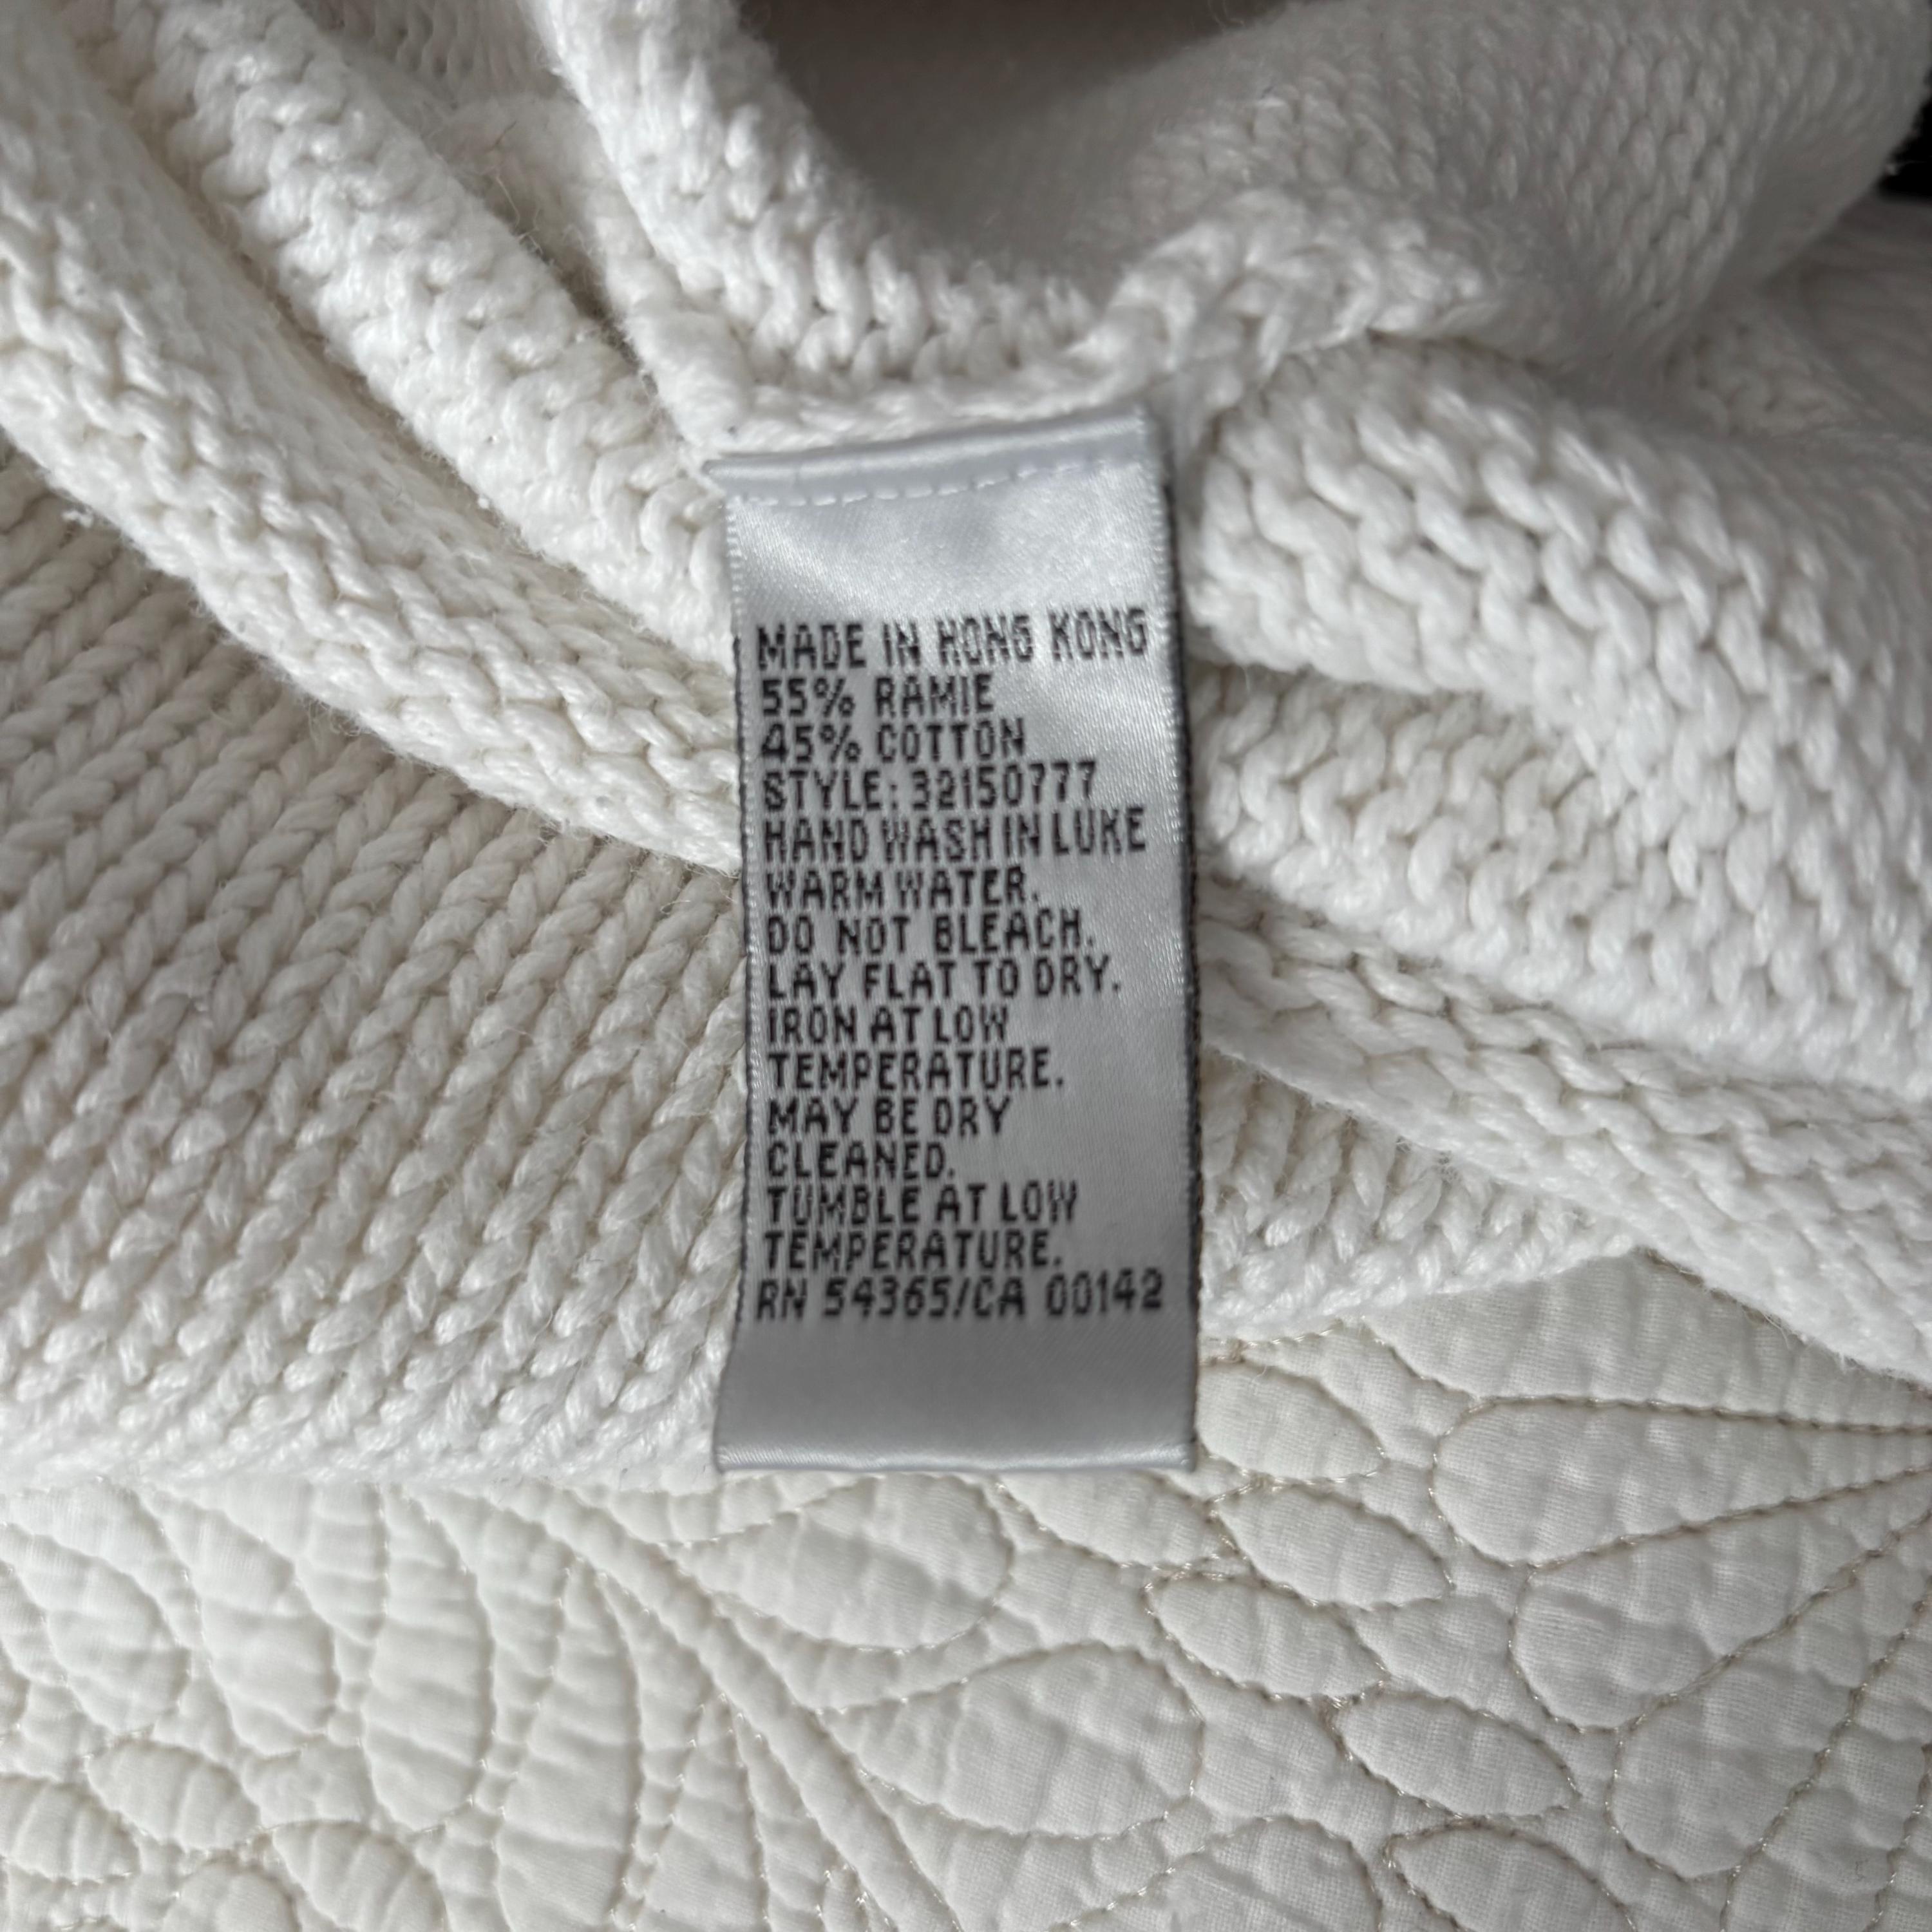 MADE IN HONG KONG
55% RAMIE
45% COTTON
STYLE: 32150777
HAND WASH IN LUKE
WARM WATER.
DO NOT BLEACH.
LAY FLAT TO DRY.
IRON AT LOW
TEMPERATURE.
MAY BE DRY
CLEANED.
TUMBLE AT LOW
TEMPERATURE.
RN 54365/CA 00142